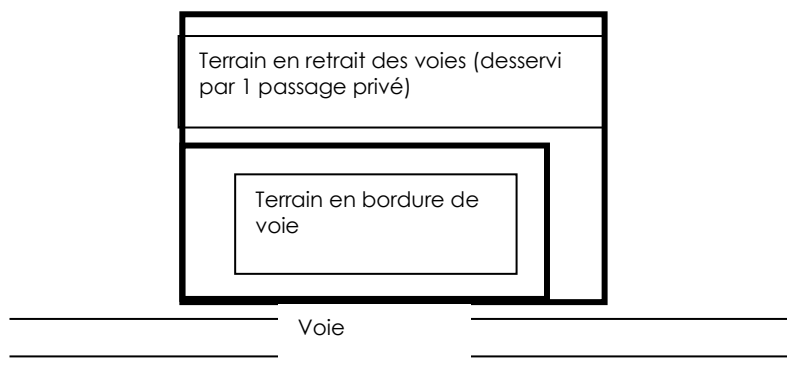 Terrain en retrait des voies (desservi
par 1 passage privé)
Terrain en bordure de
voie
Voie